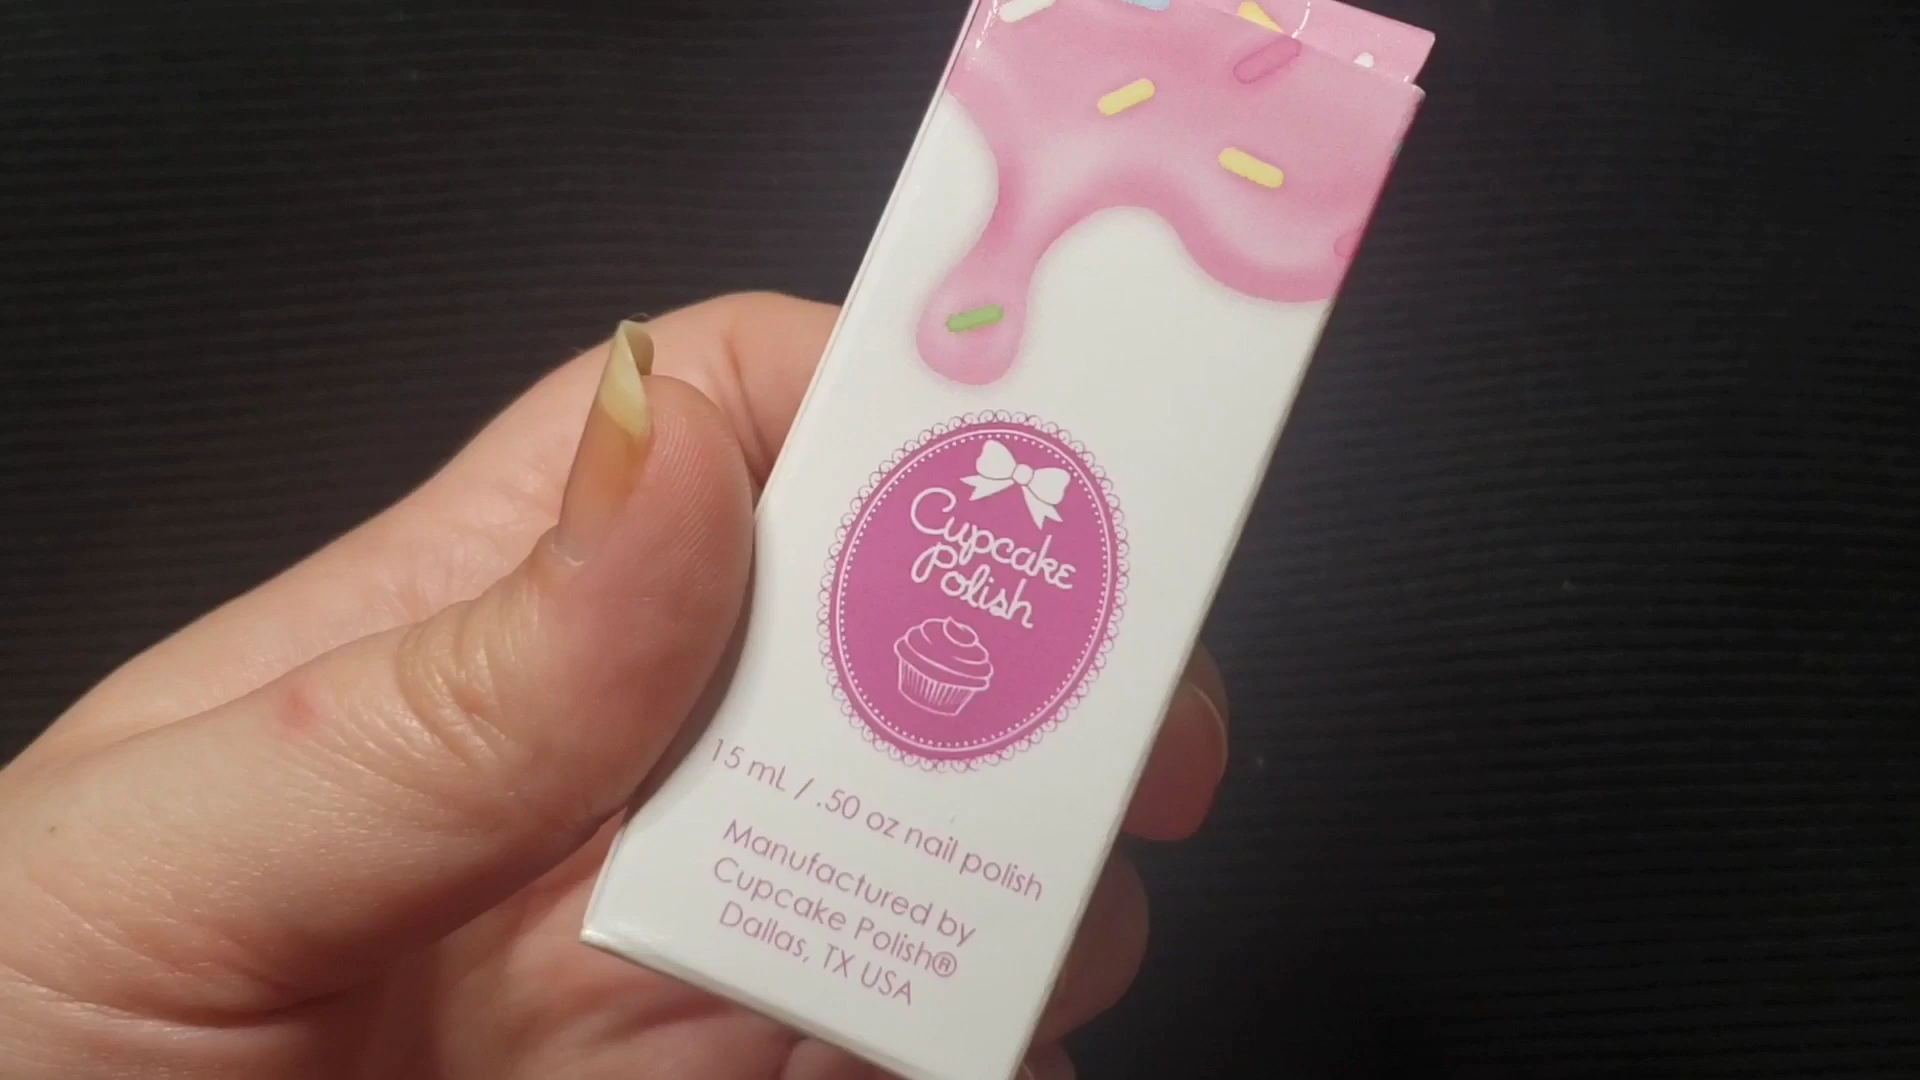 Cupcake
Polish
15 mL / .50 oz nail polish
Manufactured by
Cupcake Polish®
Dallas, TX USA